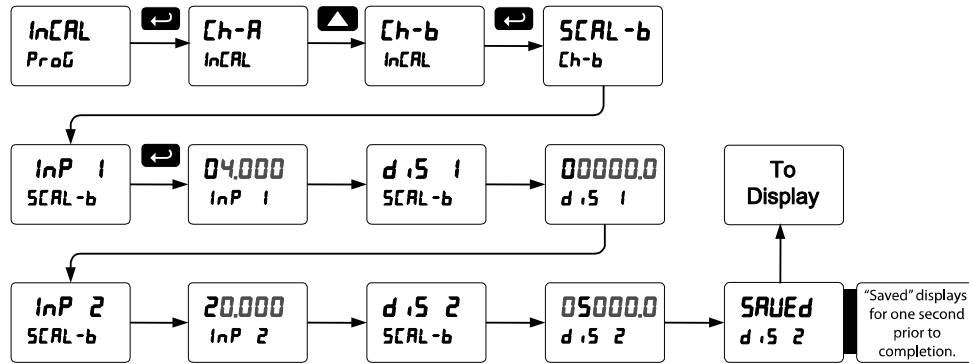 InCAL
ProG
Ch-A
InCAL
Ch-b
InCAL
SCAL-b
Ch-b
InP 1
SCAL-b
04.000
InP 1
diS 1
SCAL-b
00000.0
diS 1
To
Display
InP 2
SCAL-b
20.000
InP 2
diS 2
SCAL-b
05000.0
diS 2
SAVEd
diS 2
“Saved” displays
for one second
prior to
completion.